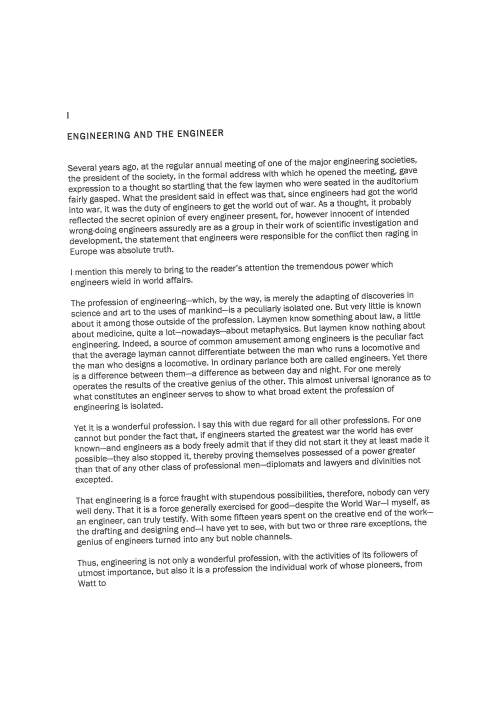 I
ENGINEERING AND THE ENGINEER
Several years ago, at the regular annual meeting of one of the major engineering societies,
the president of the society, in the formal address with which he opened the meeting, gave
expression to a thought so startling that the few laymen who were seated in the auditorium
fairly gasped. What the president said in effect was that, since engineers had got the world
into war, it was the duty of engineers to get the world out of war. As a thought, it probably
reflected the secret opinion of every engineer present, for, however innocent of intended
wrong-doing engineers assuredly are as a group in their work of scientific investigation and
development, the statement that engineers were responsible for the conflict then raging in
Europe was absolute truth.
I mention this merely to bring to the reader's attention the tremendous power which
engineers wield in world affairs.
The profession of engineering—which, by the way, is merely the adapting of discoveries in
science and art to the uses of mankind—is a peculiarly isolated one. But very little is known
about it among those outside of the profession. Laymen know something about law, a little
about medicine, quite a lot—nowadays—about metaphysics. But laymen know nothing about
engineering. Indeed, a source of common amusement among engineers is the peculiar fact
that the average layman cannot differentiate between the man who runs a locomotive and
the man who designs a locomotive. In ordinary parlance both are called engineers. Yet there
is a difference between them—a difference as between day and night. For one merely
operates the results of the creative genius of the other. This almost universal ignorance as to
what constitutes an engineer serves to show to what broad extent the profession of
engineering is isolated.
Yet it is a wonderful profession. I say this with due regard for all other professions. For one
cannot but ponder the fact that, if engineers started the greatest war the world has ever
known—and engineers as a body freely admit that if they did not start it they at least made it
possible—they also stopped it, thereby proving themselves possessed of a power greater
than that of any other class of professional men—diplomats and lawyers and divinities not
excepted.
That engineering is a force fraught with stupendous possibilities, therefore, nobody can very
well deny. That it is a force generally exercised for good—despite the World War—I myself, as
an engineer, can truly testify. With some fifteen years spent on the creative end of the work—
the drafting and designing end—I have yet to see, with but two or three rare exceptions, the
genius of engineers turned into any but noble channels.
Thus, engineering is not only a wonderful profession, with the activities of its followers of
utmost importance, but also it is a profession the individual work of whose pioneers, from
Watt to